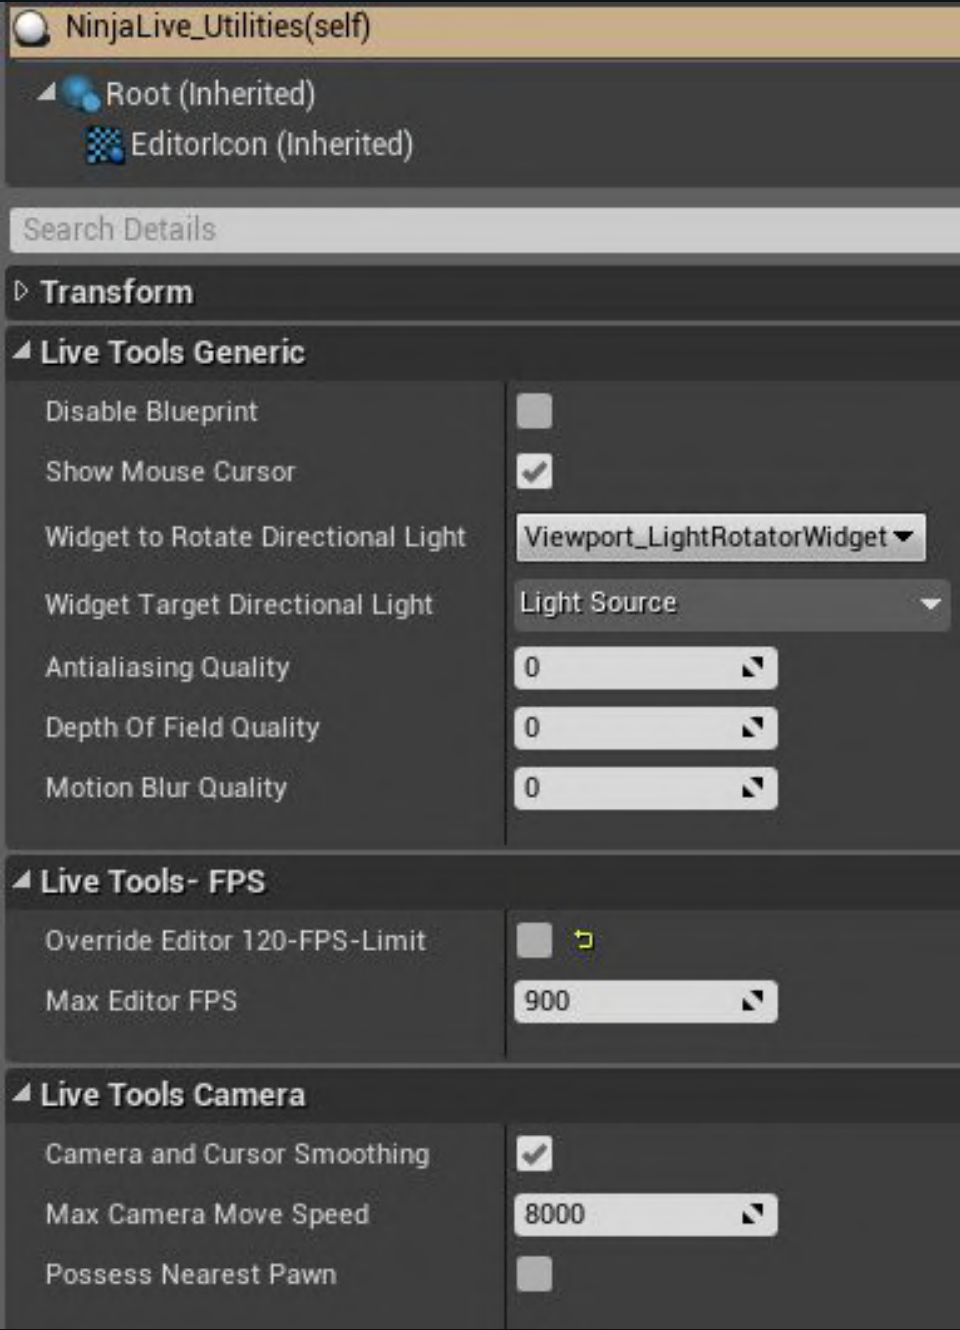 NinjaLive_Utilities(self)
Root (Inherited)
EditorIcon (Inherited)
Search Details
Transform
Live Tools Generic
Disable Blueprint
Show Mouse Cursor
Widget to Rotate Directional Light Viewport_LightRotatorWidget
Widget Target Directional Light Light Source
Antialiasing Quality 0
Depth Of Field Quality 0
Motion Blur Quality 0
Live Tools- FPS
Override Editor 120-FPS-Limit
Max Editor FPS 900
Live Tools Camera
Camera and Cursor Smoothing
Max Camera Move Speed 8000
Possess Nearest Pawn